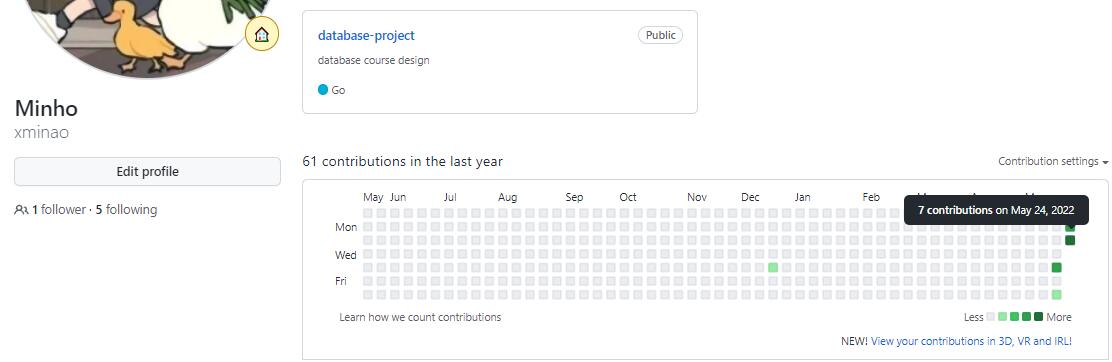 database-project
Public
database course design
Go
Minho
xminao
Edit profile
1 follower · 5 following
61 contributions in the last year
Contribution settings
May Jun Jul Aug Sep Oct Nov Dec Jan Feb
7 contributions on May 24, 2022
Mon
Wed
Fri
Learn how we count contributions
Less More
NEW! View your contributions in 3D, VR and IRL!